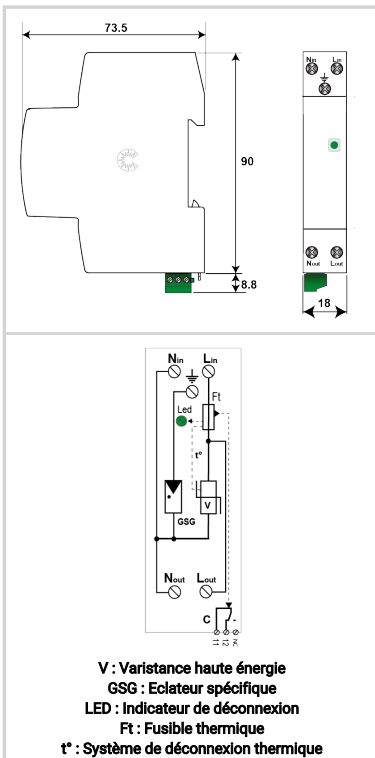 73.5
Nin Lin
90
Nout Lout
8.8
18
Nin Lin
Ft
Led
t°
V
GSG
Nout Lout
C
11 12 NC
V : Varistance haute énergie
GSG : Eclateur spécifique
LED : Indicateur de déconnexion
Ft : Fusible thermique
t° : Système de déconnexion thermique